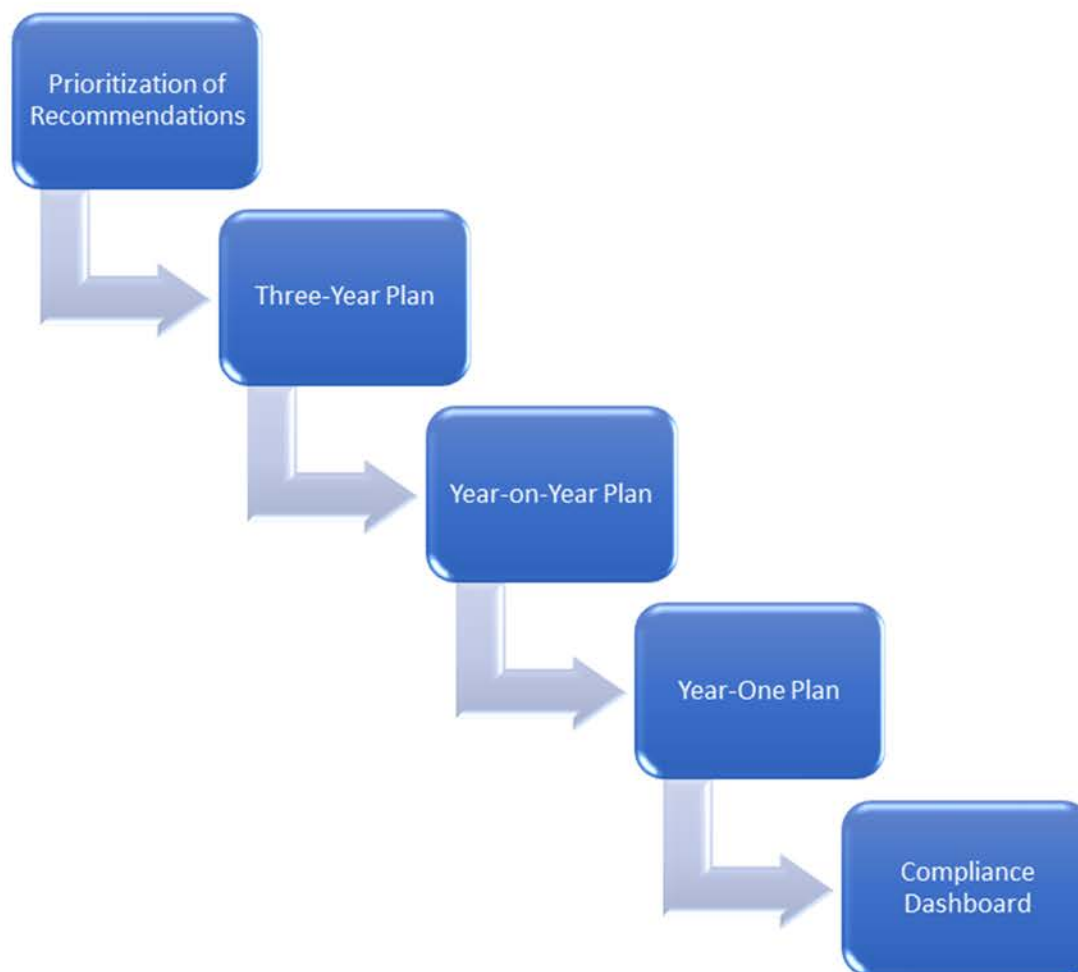 Prioritization of
Recommendations
Three-Year Plan
Year-on-Year Plan
Year-One Plan
Compliance
Dashboard